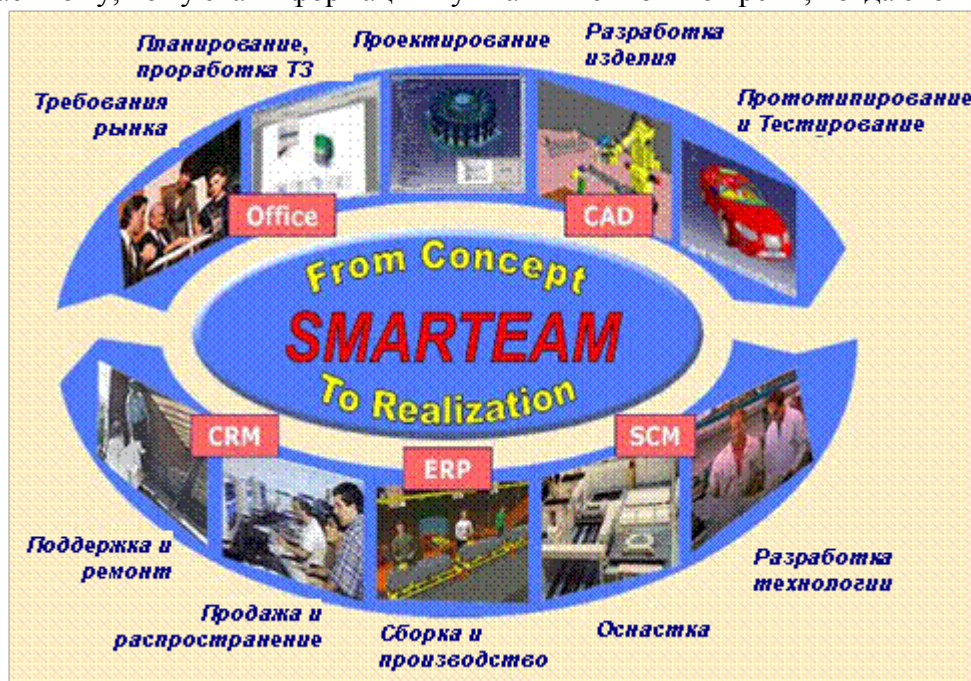 Планирование,
проработка ТЗ
Проектирование
Разработка
изделия
Требования
рынка
Прототипирование
и Тестирование
Office
CAD
From Concept
SMARTEAM
To Realization
CRM
ERP
SCM
Поддержка и
ремонт
Продажа и
распространение
Сборка и
производство
Оснастка
Разработка
технологии